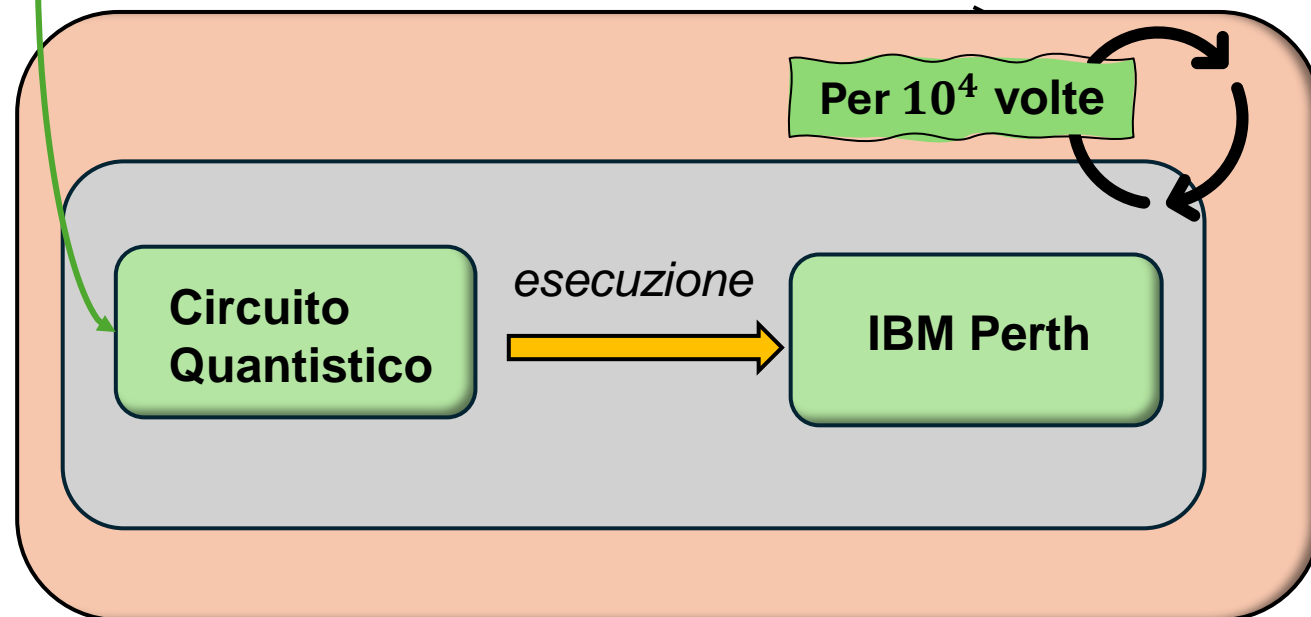 Per 10⁴ volte
esecuzione
Circuito
Quantistico
IBM Perth